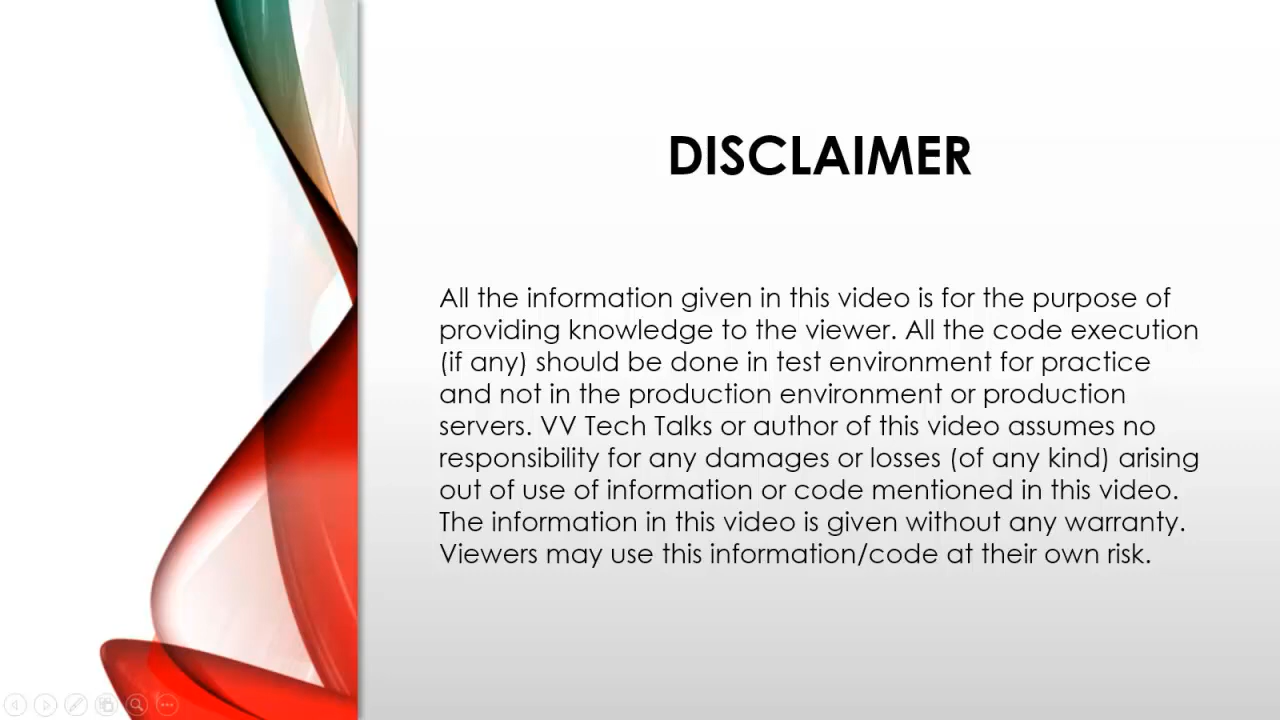 DISCLAIMER
All the information given in this video is for the purpose of
providing knowledge to the viewer. All the code execution
(if any) should be done in test environment for practice
and not in the production environment or production
servers. VV Tech Talks or author of this video assumes no
responsibility for any damages or losses (of any kind) arising
out of use of information or code mentioned in this video.
The information in this video is given without any warranty.
Viewers may use this information/code at their own risk.